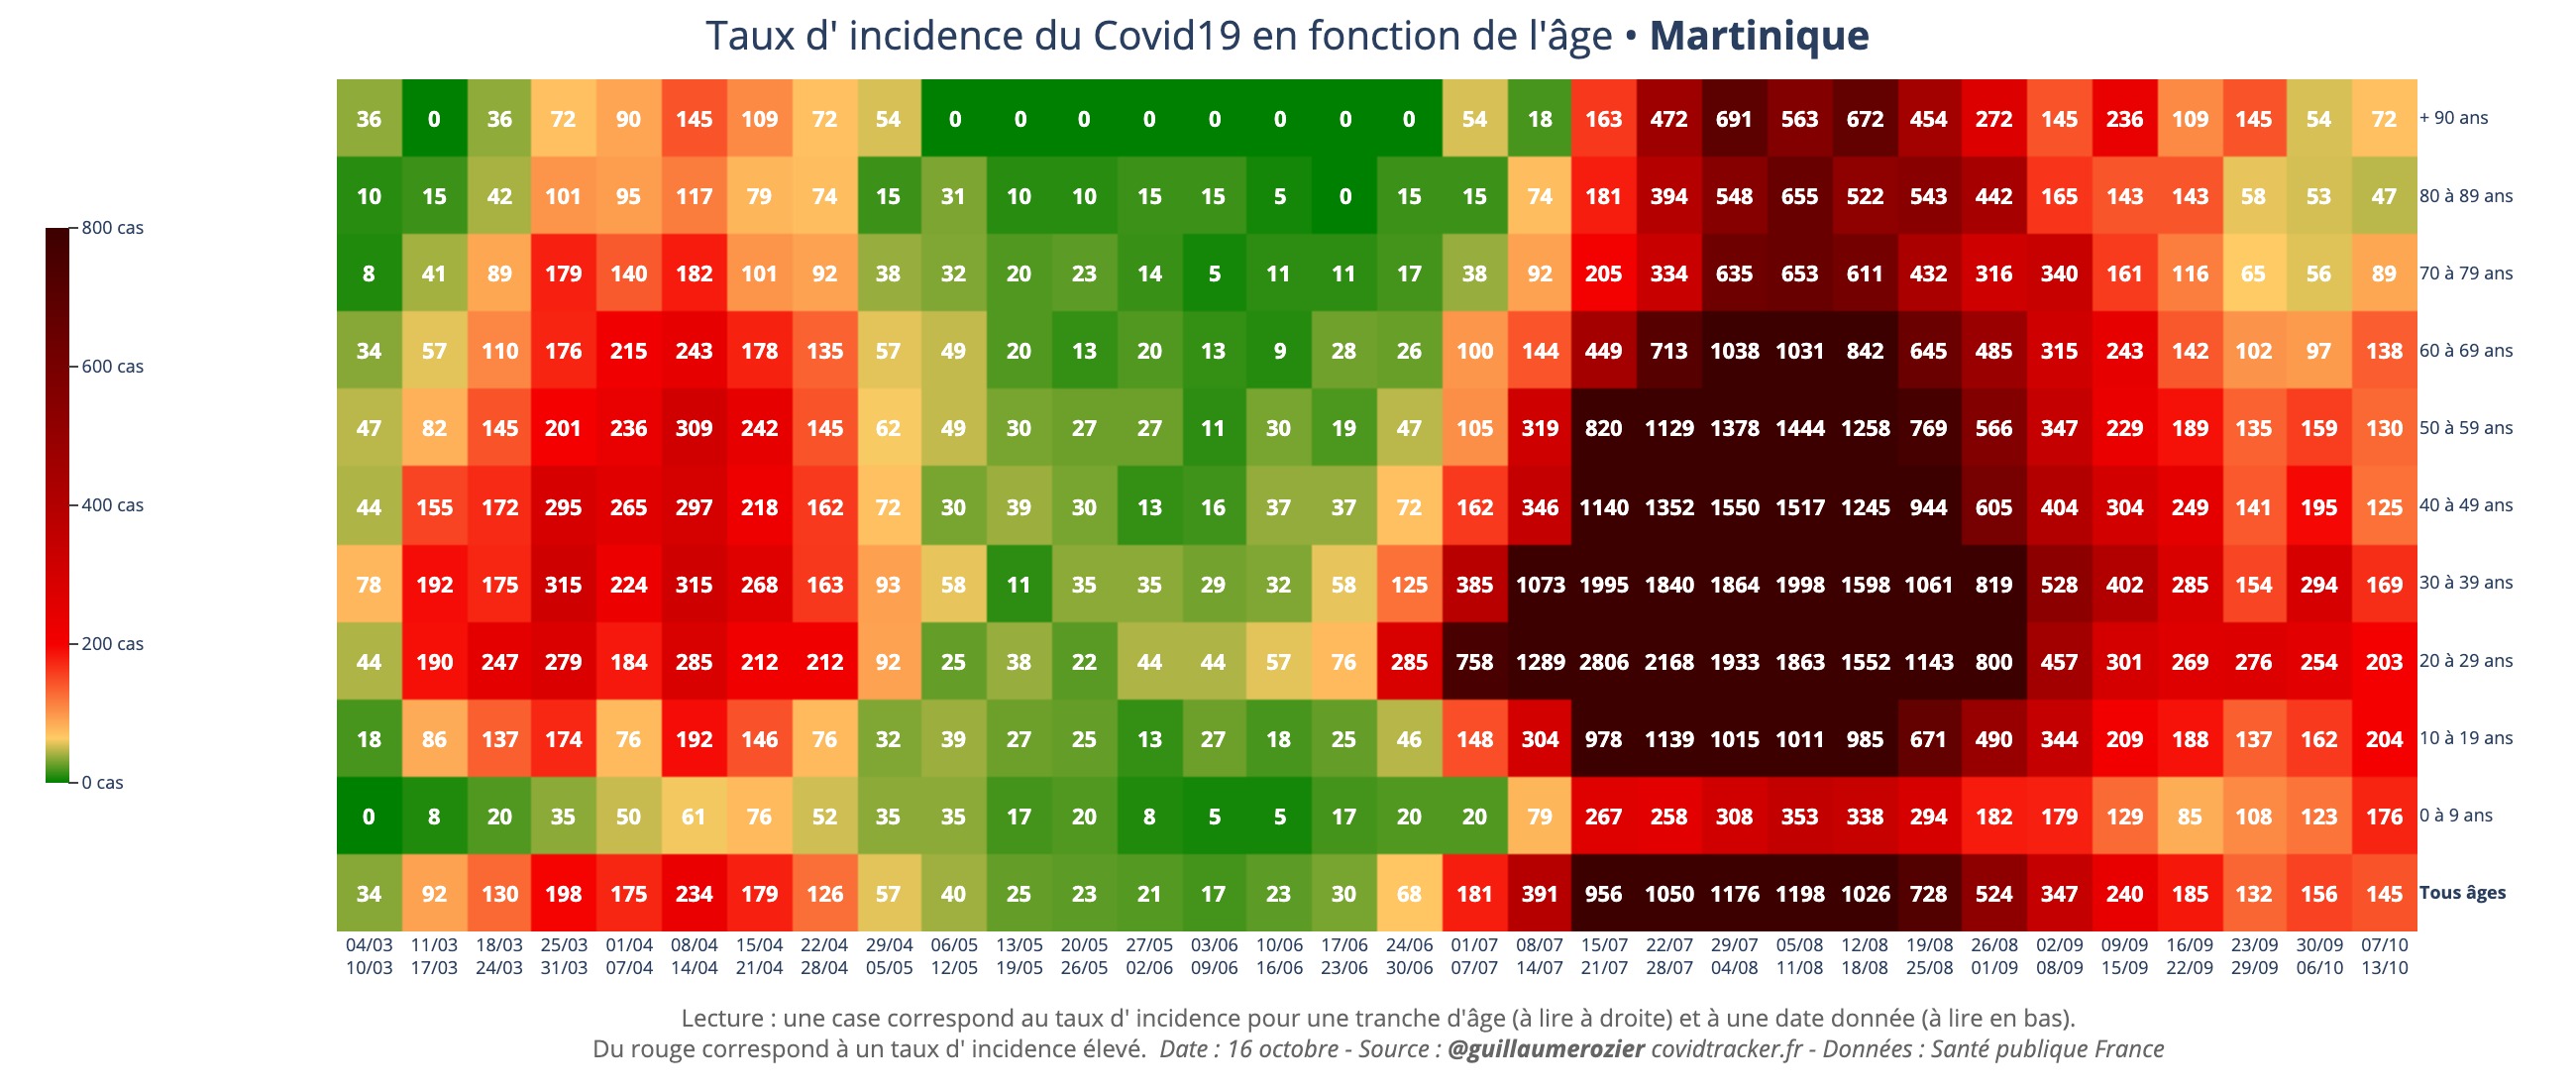 Taux d' incidence du Covid19 en fonction de l'âge • Martinique
800 cas
600 cas
400 cas
200 cas
0 cas
36 0 36 72 90 145 109 72 54 0 0 0 0 0 0 0 0 54 18 163 472 691 563 672 454 272 145 236 109 145 54 72 + 90 ans
10 15 42 101 95 117 79 74 15 31 10 10 15 15 5 0 15 15 74 181 394 548 655 522 543 442 165 143 143 58 53 47 80 à 89 ans
8 41 89 179 140 182 101 92 38 32 20 23 14 5 11 11 17 38 92 205 334 635 653 611 432 316 340 161 116 65 56 89 70 à 79 ans
34 57 110 176 215 243 178 135 57 49 20 13 20 13 9 28 26 100 144 449 713 1038 1031 842 645 485 315 243 142 102 97 138 60 à 69 ans
47 82 145 201 236 309 242 145 62 49 30 27 27 11 30 19 47 105 319 820 1129 1378 1444 1258 769 566 347 229 189 135 159 130 50 à 59 ans
44 155 172 295 265 297 218 162 72 30 39 30 13 16 37 37 72 162 346 1140 1352 1550 1517 1245 944 605 404 304 249 141 195 125 40 à 49 ans
78 192 175 315 224 315 268 163 93 58 11 35 35 29 32 58 125 385 1073 1995 1840 1864 1998 1598 1061 819 528 402 285 154 294 169 30 à 39 ans
44 190 247 279 184 285 212 212 92 25 38 22 44 44 57 76 285 758 1289 2806 2168 1933 1863 1552 1143 800 457 301 269 276 254 203 20 à 29 ans
18 86 137 174 76 192 146 76 32 39 27 25 13 27 18 25 46 148 304 978 1139 1015 1011 985 671 490 344 209 188 137 162 204 10 à 19 ans
0 8 20 35 50 61 76 52 35 35 17 20 8 5 5 17 20 20 79 267 258 308 353 338 294 182 179 129 85 108 123 176 0 à 9 ans
34 92 130 198 175 234 179 126 57 40 25 23 21 17 23 30 68 181 391 956 1050 1176 1198 1026 728 524 347 240 185 132 156 145 Tous âges
04/03 11/03 18/03 25/03 01/04 08/04 15/04 22/04 29/04 06/05 13/05 20/05 27/05 03/06 10/06 17/06 24/06 01/07 08/07 15/07 22/07 29/07 05/08 12/08 19/08 26/08 02/09 09/09 16/09 23/09 30/09 07/10
10/03 17/03 24/03 31/03 07/04 14/04 21/04 28/04 05/05 12/05 19/05 26/05 02/06 09/06 16/06 23/06 30/06 07/07 14/07 21/07 28/07 04/08 11/08 18/08 25/08 01/09 08/09 15/09 22/09 29/09 06/10 13/10
Lecture : une case correspond au taux d' incidence pour une tranche d'âge (à lire à droite) et à une date donnée (à lire en bas).
Du rouge correspond à un taux d' incidence élevé. Date : 16 octobre - Source : @guillaumerozier covidtracker.fr - Données : Santé publique France